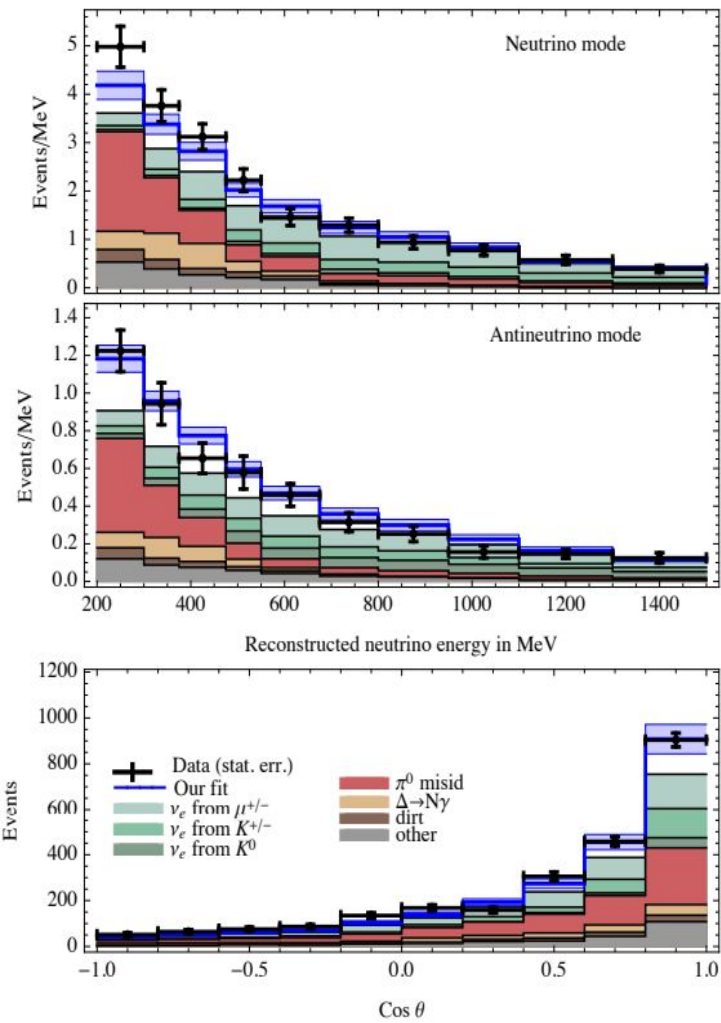 Neutrino mode
Events/MeV
5
4
3
2
1
0
Antineutrino mode
Events/MeV
1.4
1.2
1.0
0.8
0.6
0.4
0.2
0.0
200 400 600 800 1000 1200 1400
Reconstructed neutrino energy in MeV
Events
1200
1000
800
600
400
200
0
Data (stat. err.)
Our fit
νₑ from μ⁺ᐟ⁻
νₑ from K⁺ᐟ⁻
νₑ from K⁰
π⁰ misid
Δ→Nγ
dirt
other
−1.0 −0.5 0.0 0.5 1.0
Cos θ